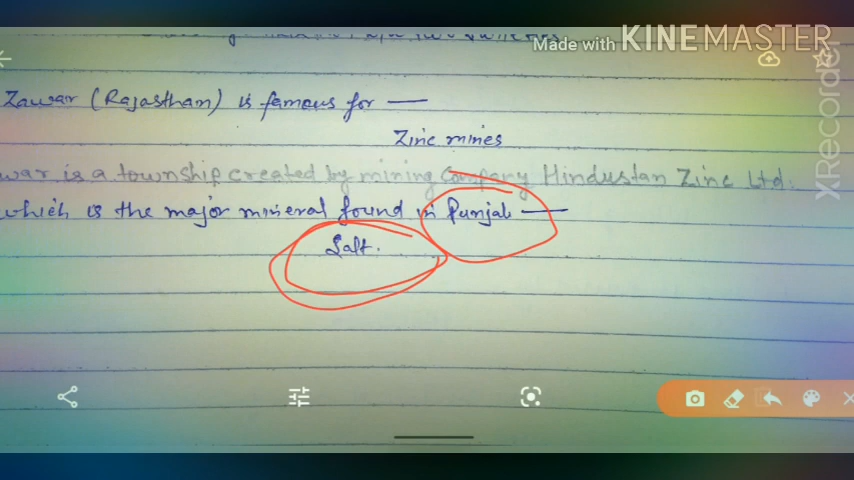 Made with KINEMASTER
Zawar (Rajasthan) is famous for —
Zinc mines
war is a township created by mining Company Hindustan Zinc Ltd.
which is the major mineral found in Punjab —
Salt.
XRecorder